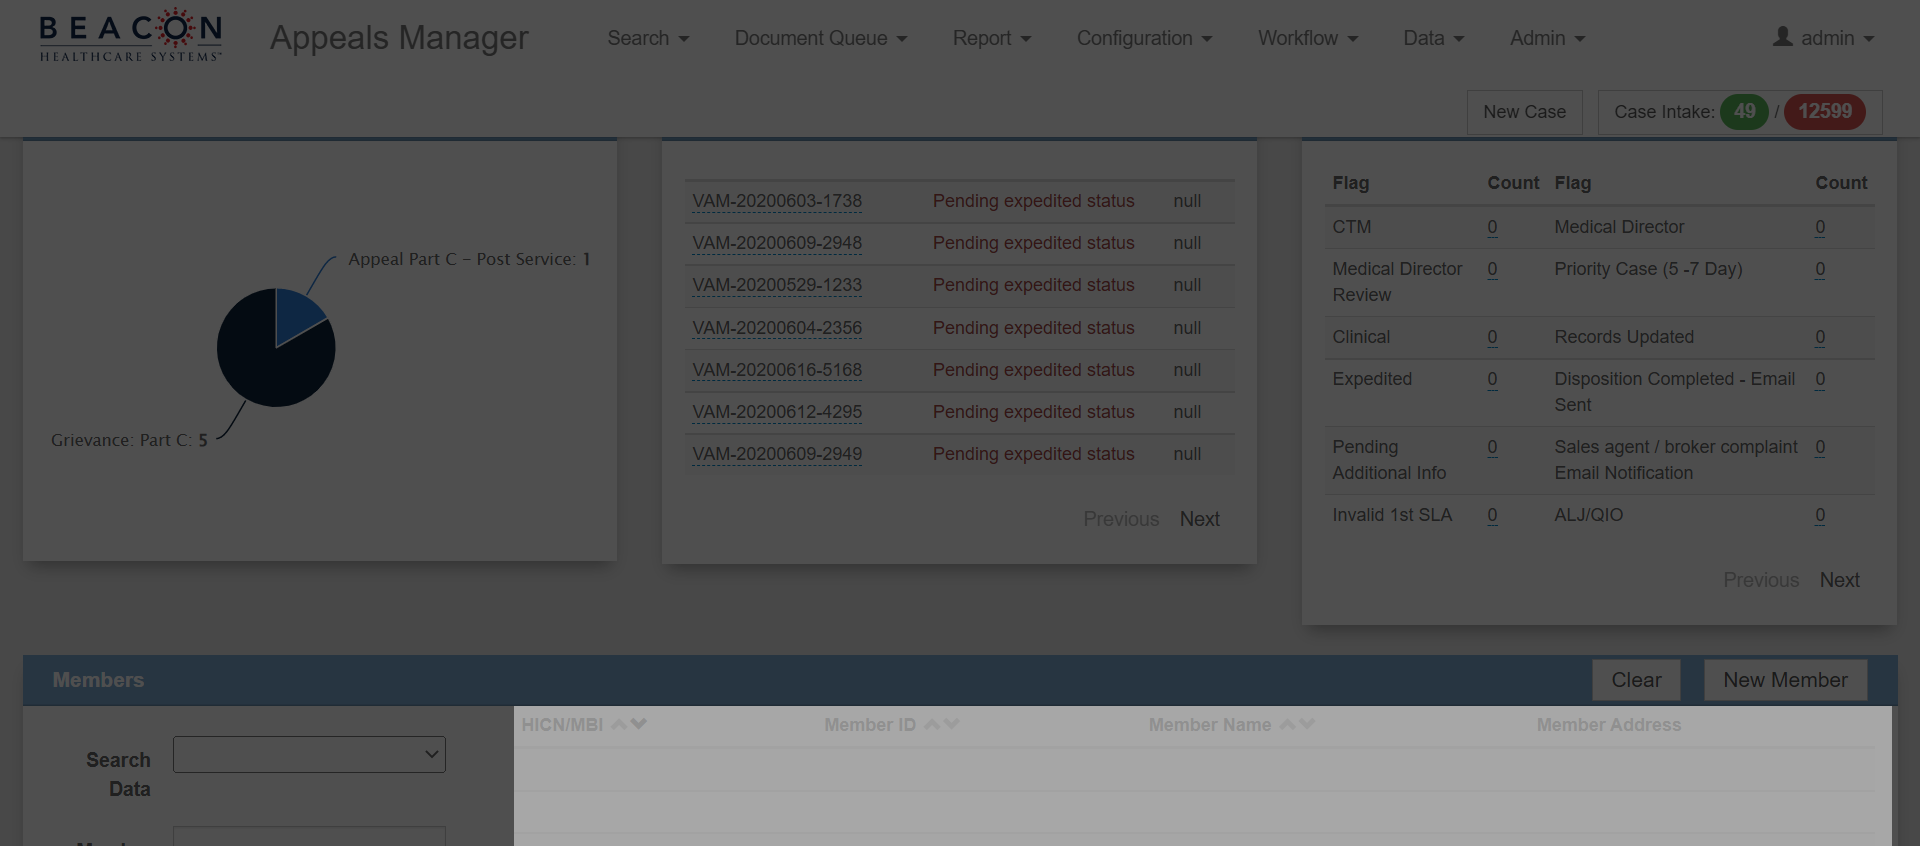 BEACON
HEALTHCARE SYSTEMS
Appeals Manager
Search
Document Queue
Report
Configuration
Workflow
Data
Admin
admin
New Case
Case Intake: 49 / 12599
Appeal Part C - Post Service: 1
Grievance: Part C: 5
VAM-20200603-1738 Pending expedited status null
VAM-20200609-2948 Pending expedited status null
VAM-20200529-1233 Pending expedited status null
VAM-20200604-2356 Pending expedited status null
VAM-20200616-5168 Pending expedited status null
VAM-20200612-4295 Pending expedited status null
VAM-20200609-2949 Pending expedited status null
Previous Next
Flag Count Flag Count
CTM 0 Medical Director 0
Medical Director 0 Priority Case (5 -7 Day) 0
Review
Clinical 0 Records Updated 0
Expedited 0 Disposition Completed - Email 0
Sent
Pending 0 Sales agent / broker complaint 0
Additional Info Email Notification
Invalid 1st SLA 0 ALJ/QIO 0
Previous Next
Members
Clear
New Member
HICN/MBI Member ID Member Name Member Address
Search
Data